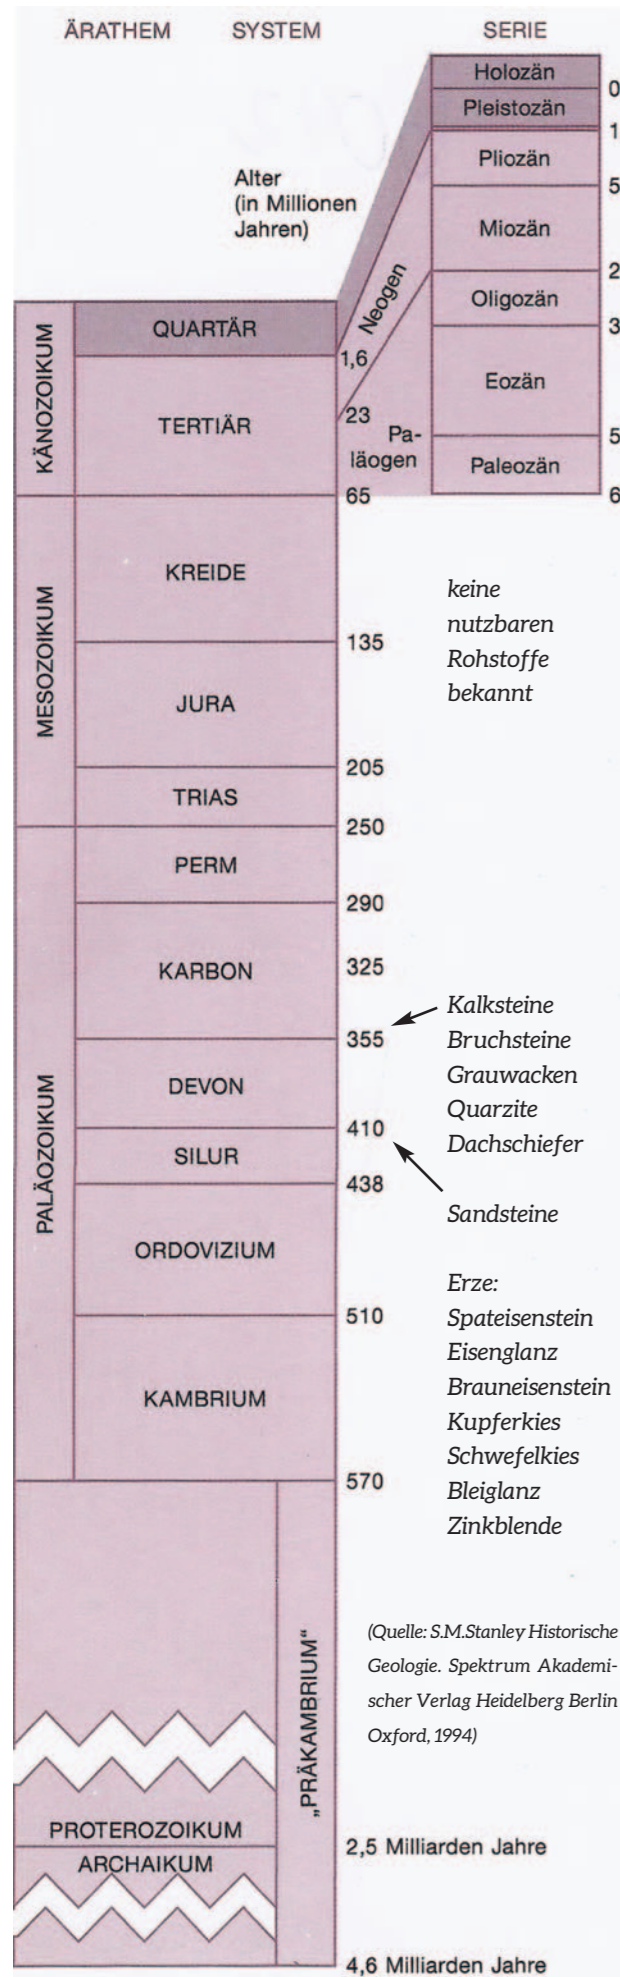 ÄRATHEM SYSTEM SERIE
Holozän
0
Pleistozän
1
Pliozän
5
Miozän
2
Oligozän
3
Eozän
5
Paleozän
6
Alter
(in Millionen
Jahren)
Neogen
Pa-
läogen
KÄNOZOIKUM
QUARTÄR
1,6
TERTIÄR
23
65
MESOZOIKUM
KREIDE
135
JURA
205
TRIAS
250
keine
nutzbaren
Rohstoffe
bekannt
PALÄOZOIKUM
PERM
290
KARBON
325
355
DEVON
410
SILUR
438
ORDOVIZIUM
510
KAMBRIUM
570
Kalksteine
Bruchsteine
Grauwacken
Quarzite
Dachschiefer
Sandsteine
Erze:
Spateisenstein
Eisenglanz
Brauneisenstein
Kupferkies
Schwefelkies
Bleiglanz
Zinkblende
(Quelle: S.M.Stanley Historische
Geologie. Spektrum Akademi-
scher Verlag Heidelberg Berlin
Oxford, 1994)
„PRÄKAMBRIUM“
PROTEROZOIKUM
2,5 Milliarden Jahre
ARCHAIKUM
4,6 Milliarden Jahre